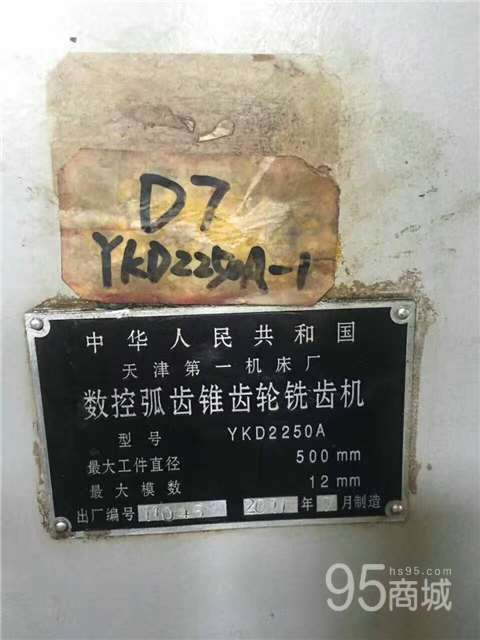 D7
YKD2250A-1
中华人民共和国
天津第一机床厂
数控弧齿锥齿轮铣齿机
型号 YKD2250A
最大工件直径 500 mm
最大模数 12 mm
出厂编号 年 月制造
hs95.com
95商城